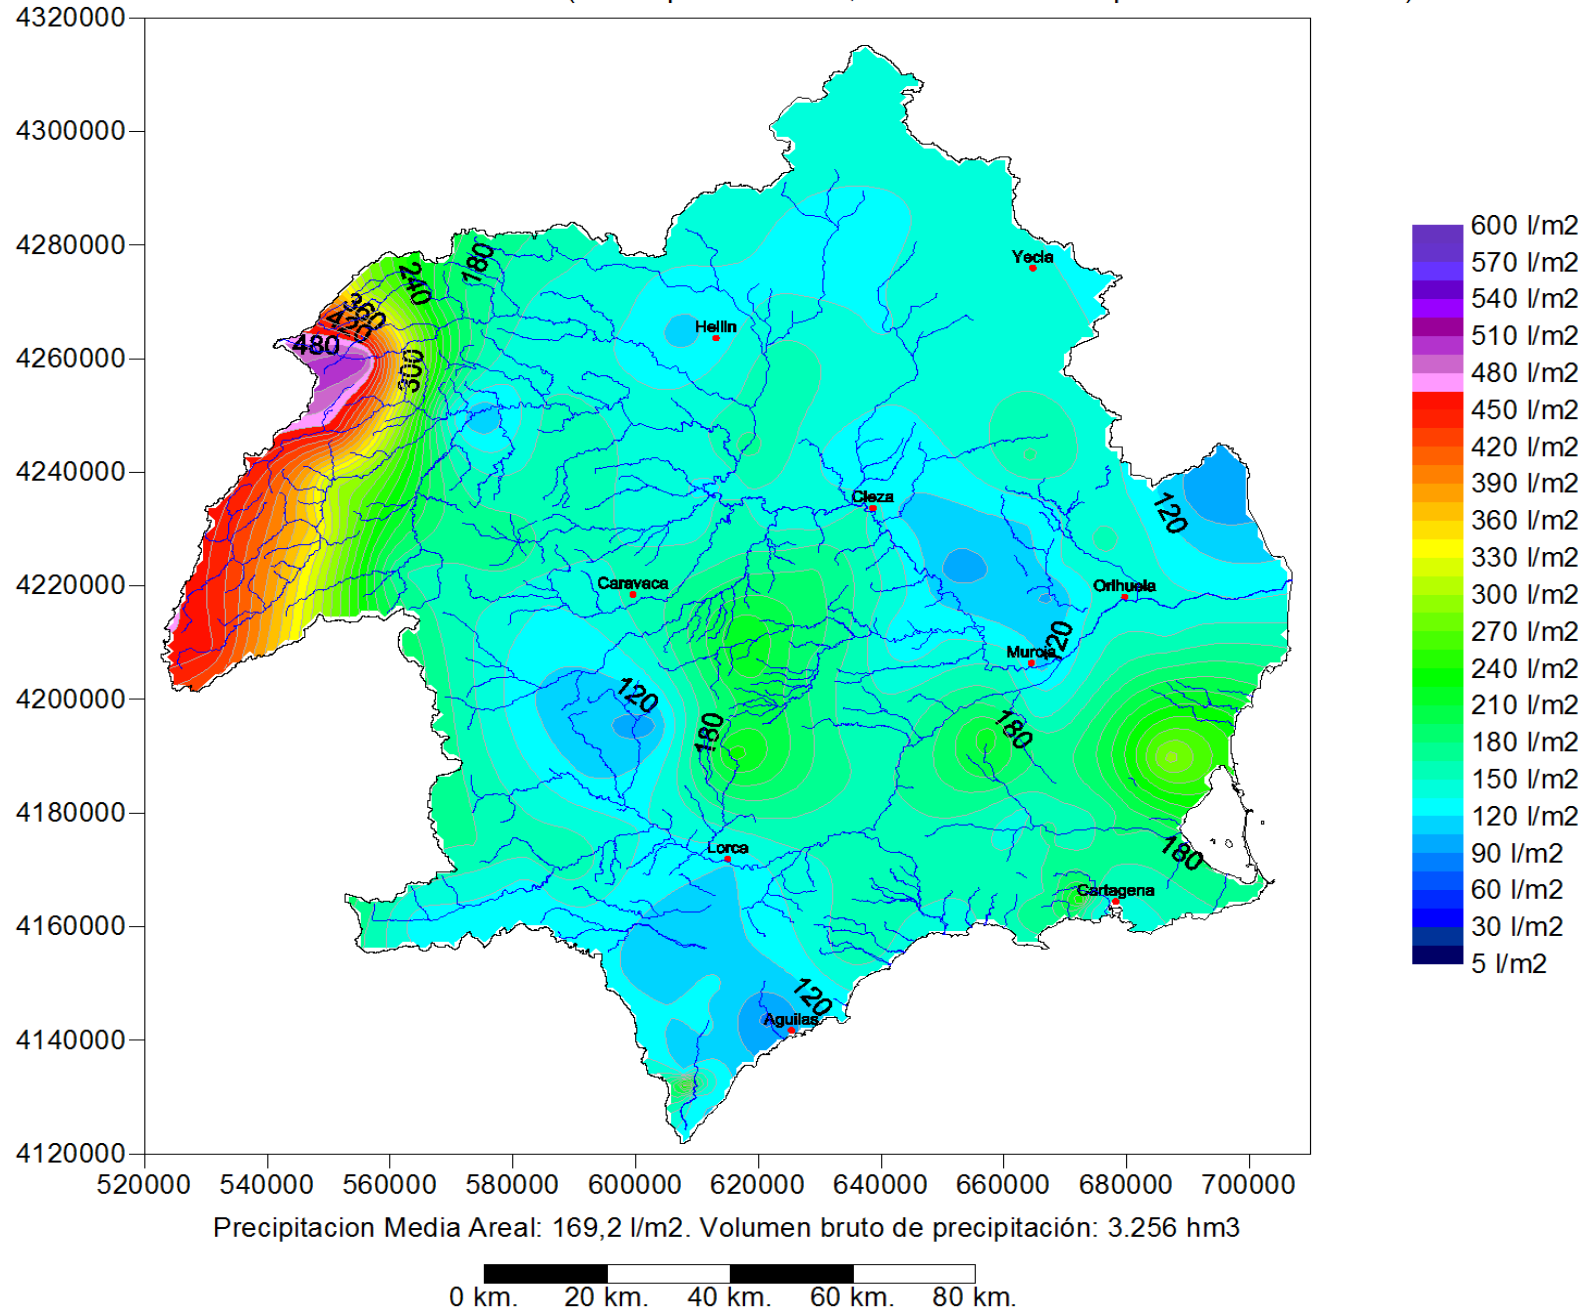 4320000
4300000
4280000
4260000
4240000
4220000
4200000
4180000
4160000
4140000
4120000
520000 540000 560000 580000 600000 620000 640000 660000 680000 700000
180
240
360
420
480
300
Yecla
Hellin
Cieza
120
Caravaca
Orihuela
120
Murcia
120
180
180
Lorca
180
Cartagena
120
Aguilas
600 l/m2
570 l/m2
540 l/m2
510 l/m2
480 l/m2
450 l/m2
420 l/m2
390 l/m2
360 l/m2
330 l/m2
300 l/m2
270 l/m2
240 l/m2
210 l/m2
180 l/m2
150 l/m2
120 l/m2
90 l/m2
60 l/m2
30 l/m2
5 l/m2
Precipitacion Media Areal: 169,2 l/m2. Volumen bruto de precipitación: 3.256 hm3
0 km. 20 km. 40 km. 60 km. 80 km.